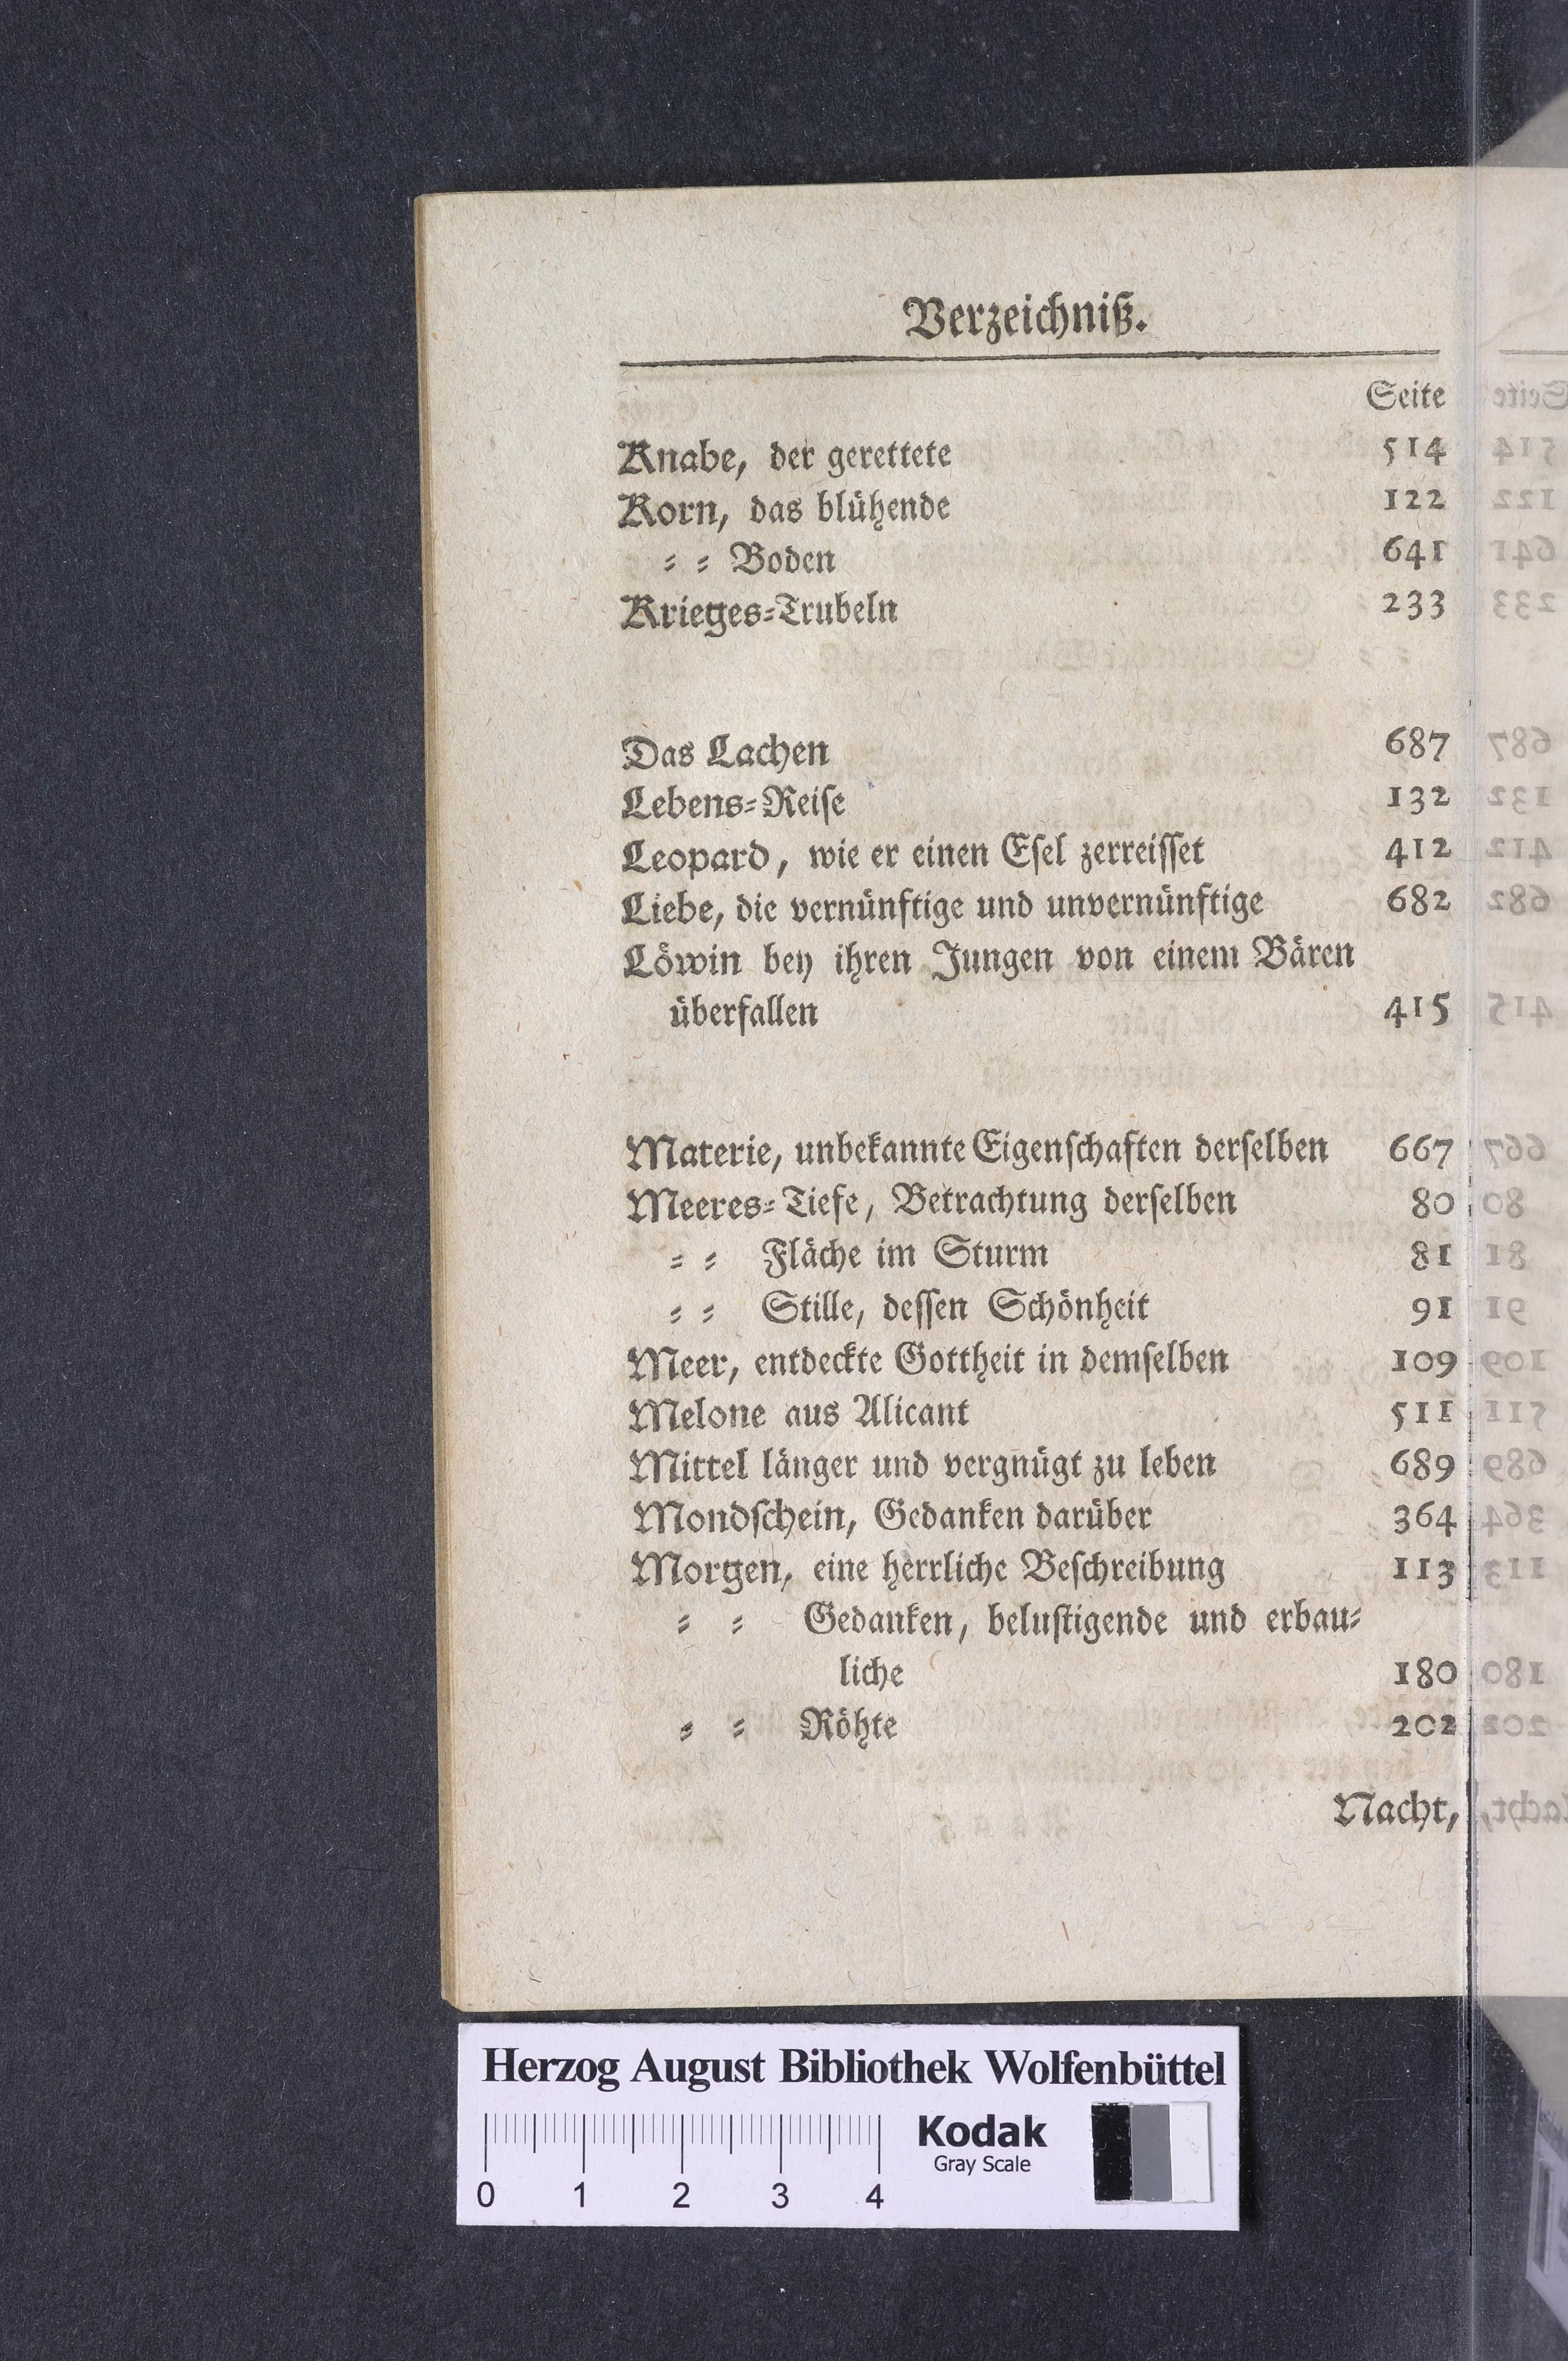 Verzeichniß.
Seite
Knabe, der gerettete 514
Korn, das blühende 122
⸗ ⸗ Boden 641
Krieges⸗Trubeln 233
Das Lachen 687
Lebens⸗Reiſe 132
Leopard, wie er einen Eſel zerreiſſet 412
Liebe, die vernünftige und unvernünftige 682
Löwin bey ihren Jungen von einem Bären
überfallen 415
Materie, unbekannte Eigenſchaften derſelben 667
Meeres⸗Tiefe, Betrachtung derſelben 80
⸗ ⸗ Fläche im Sturm 81
⸗ ⸗ Stille, deſſen Schönheit 91
Meer, entdeckte Gottheit in demſelben 109
Melone aus Alicant 511
Mittel länger und vergnügt zu leben 689
Mondſchein, Gedanken darüber 364
Morgen, eine herrliche Beſchreibung 113
⸗ ⸗ Gedanken, beluſtigende und erbau⸗
liche 180
⸗ ⸗ Röhte 202
Nacht,
Herzog August Bibliothek Wolfenbüttel
Kodak
Gray Scale
0 1 2 3 4